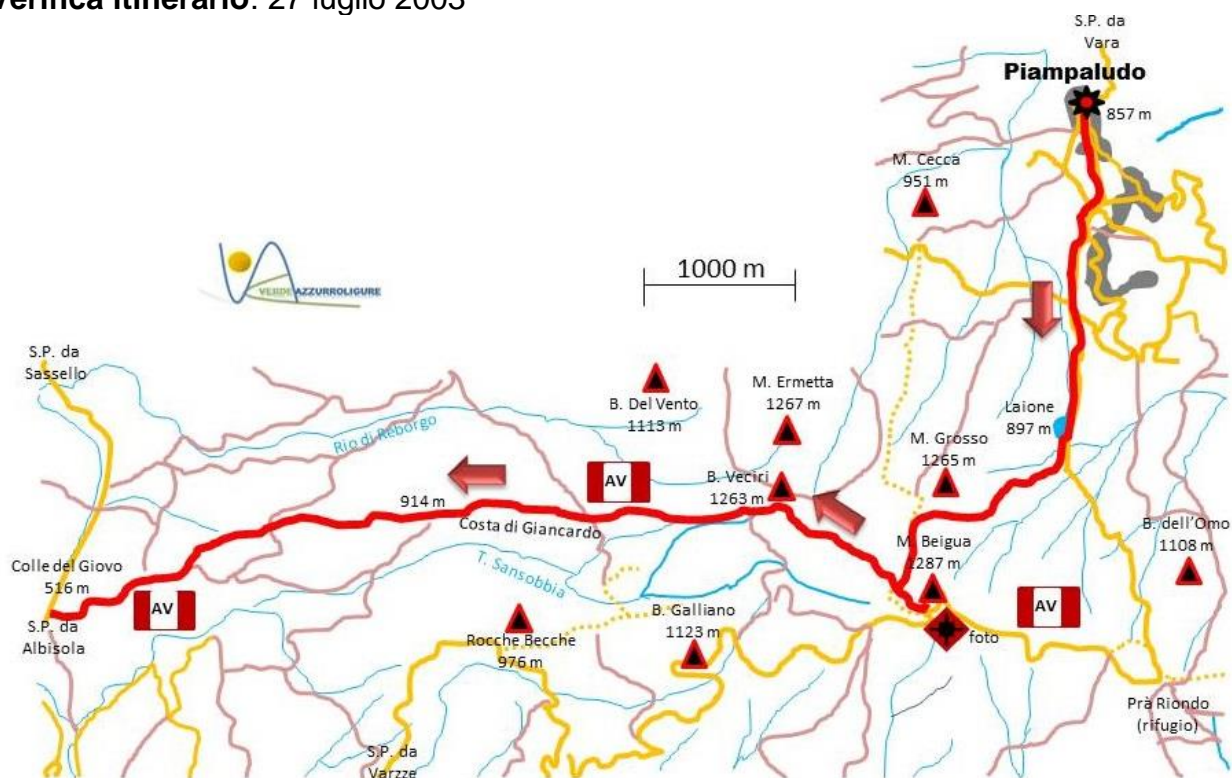 Verifica Itinerario: 27 luglio 2003
S.P. da
Vara
Piampaludo
857 m
M. Cecca
951 m
1000 m
VERDEAZZURROLIGURE
S.P. da
Sassello
B. Del Vento
1113 m
M. Ermetta
1267 m
Laione
897 m
Rio di Reborgo
M. Grosso
1265 m
AV
B. Veciri
1263 m
914 m
Costa di Giancardo
B. dell'Omo
1108 m
M. Beigua
1287 m
T. Sansobbia
Colle del Giovo
516 m
AV
AV
S.P. da
Albisola
B. Galliano
1123 m
Rocche Becche
976 m
foto
Prà Riondo
(rifugio)
S.P. da
Varzze